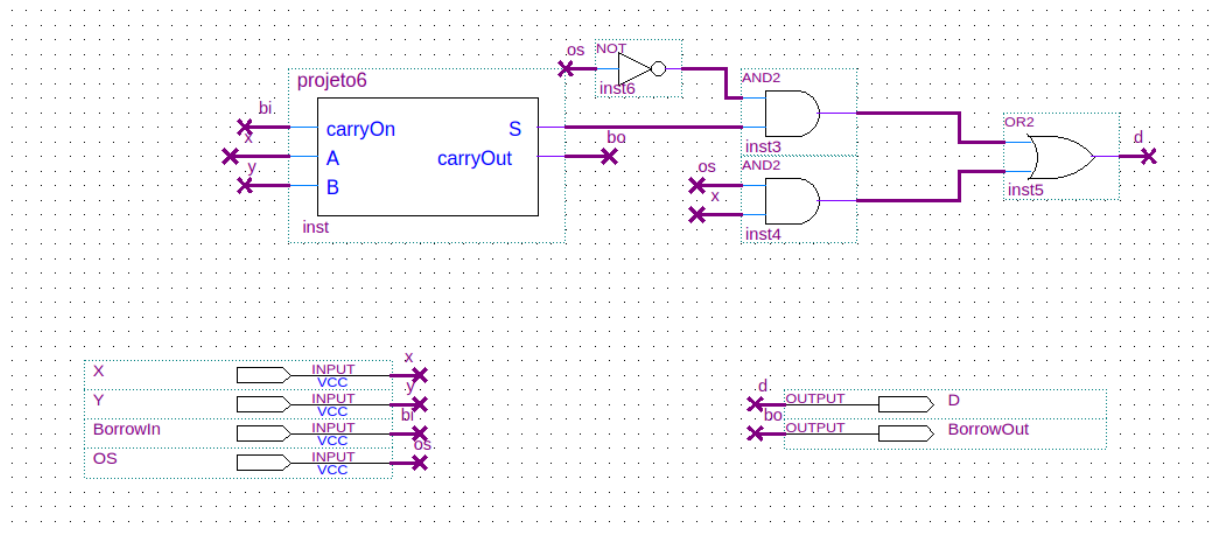 os
NOT
inst6
projeto6
bi
carryOn
x
A
y
B
S
carryOut
bo
inst
AND2
inst3
os
AND2
x
inst4
OR2
inst5
d
X
INPUT
VCC
x
Y
INPUT
VCC
y
BorrowIn
INPUT
VCC
bi
OS
INPUT
VCC
os
d
OUTPUT
D
bo
OUTPUT
BorrowOut